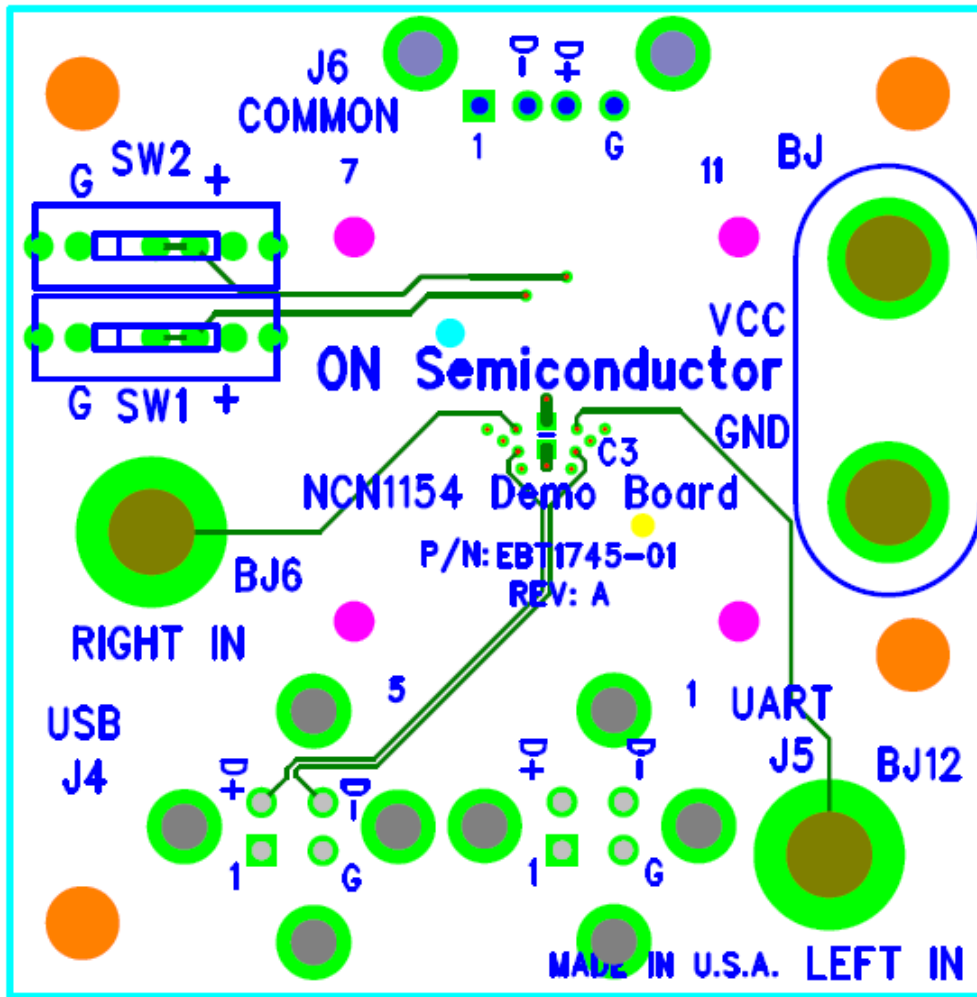 J6
COMMON
D-
D+
1
G
7
11
BJ
G
SW2
+
VCC
ON Semiconductor
G
SW1
+
GND
C3
NCN1154 Demo Board
P/N: EBT1745-01
REV: A
BJ6
RIGHT IN
5
1
UART
USB
J4
J5
BJ12
D+
D-
D+
D-
1
G
1
G
MADE IN U.S.A.
LEFT IN